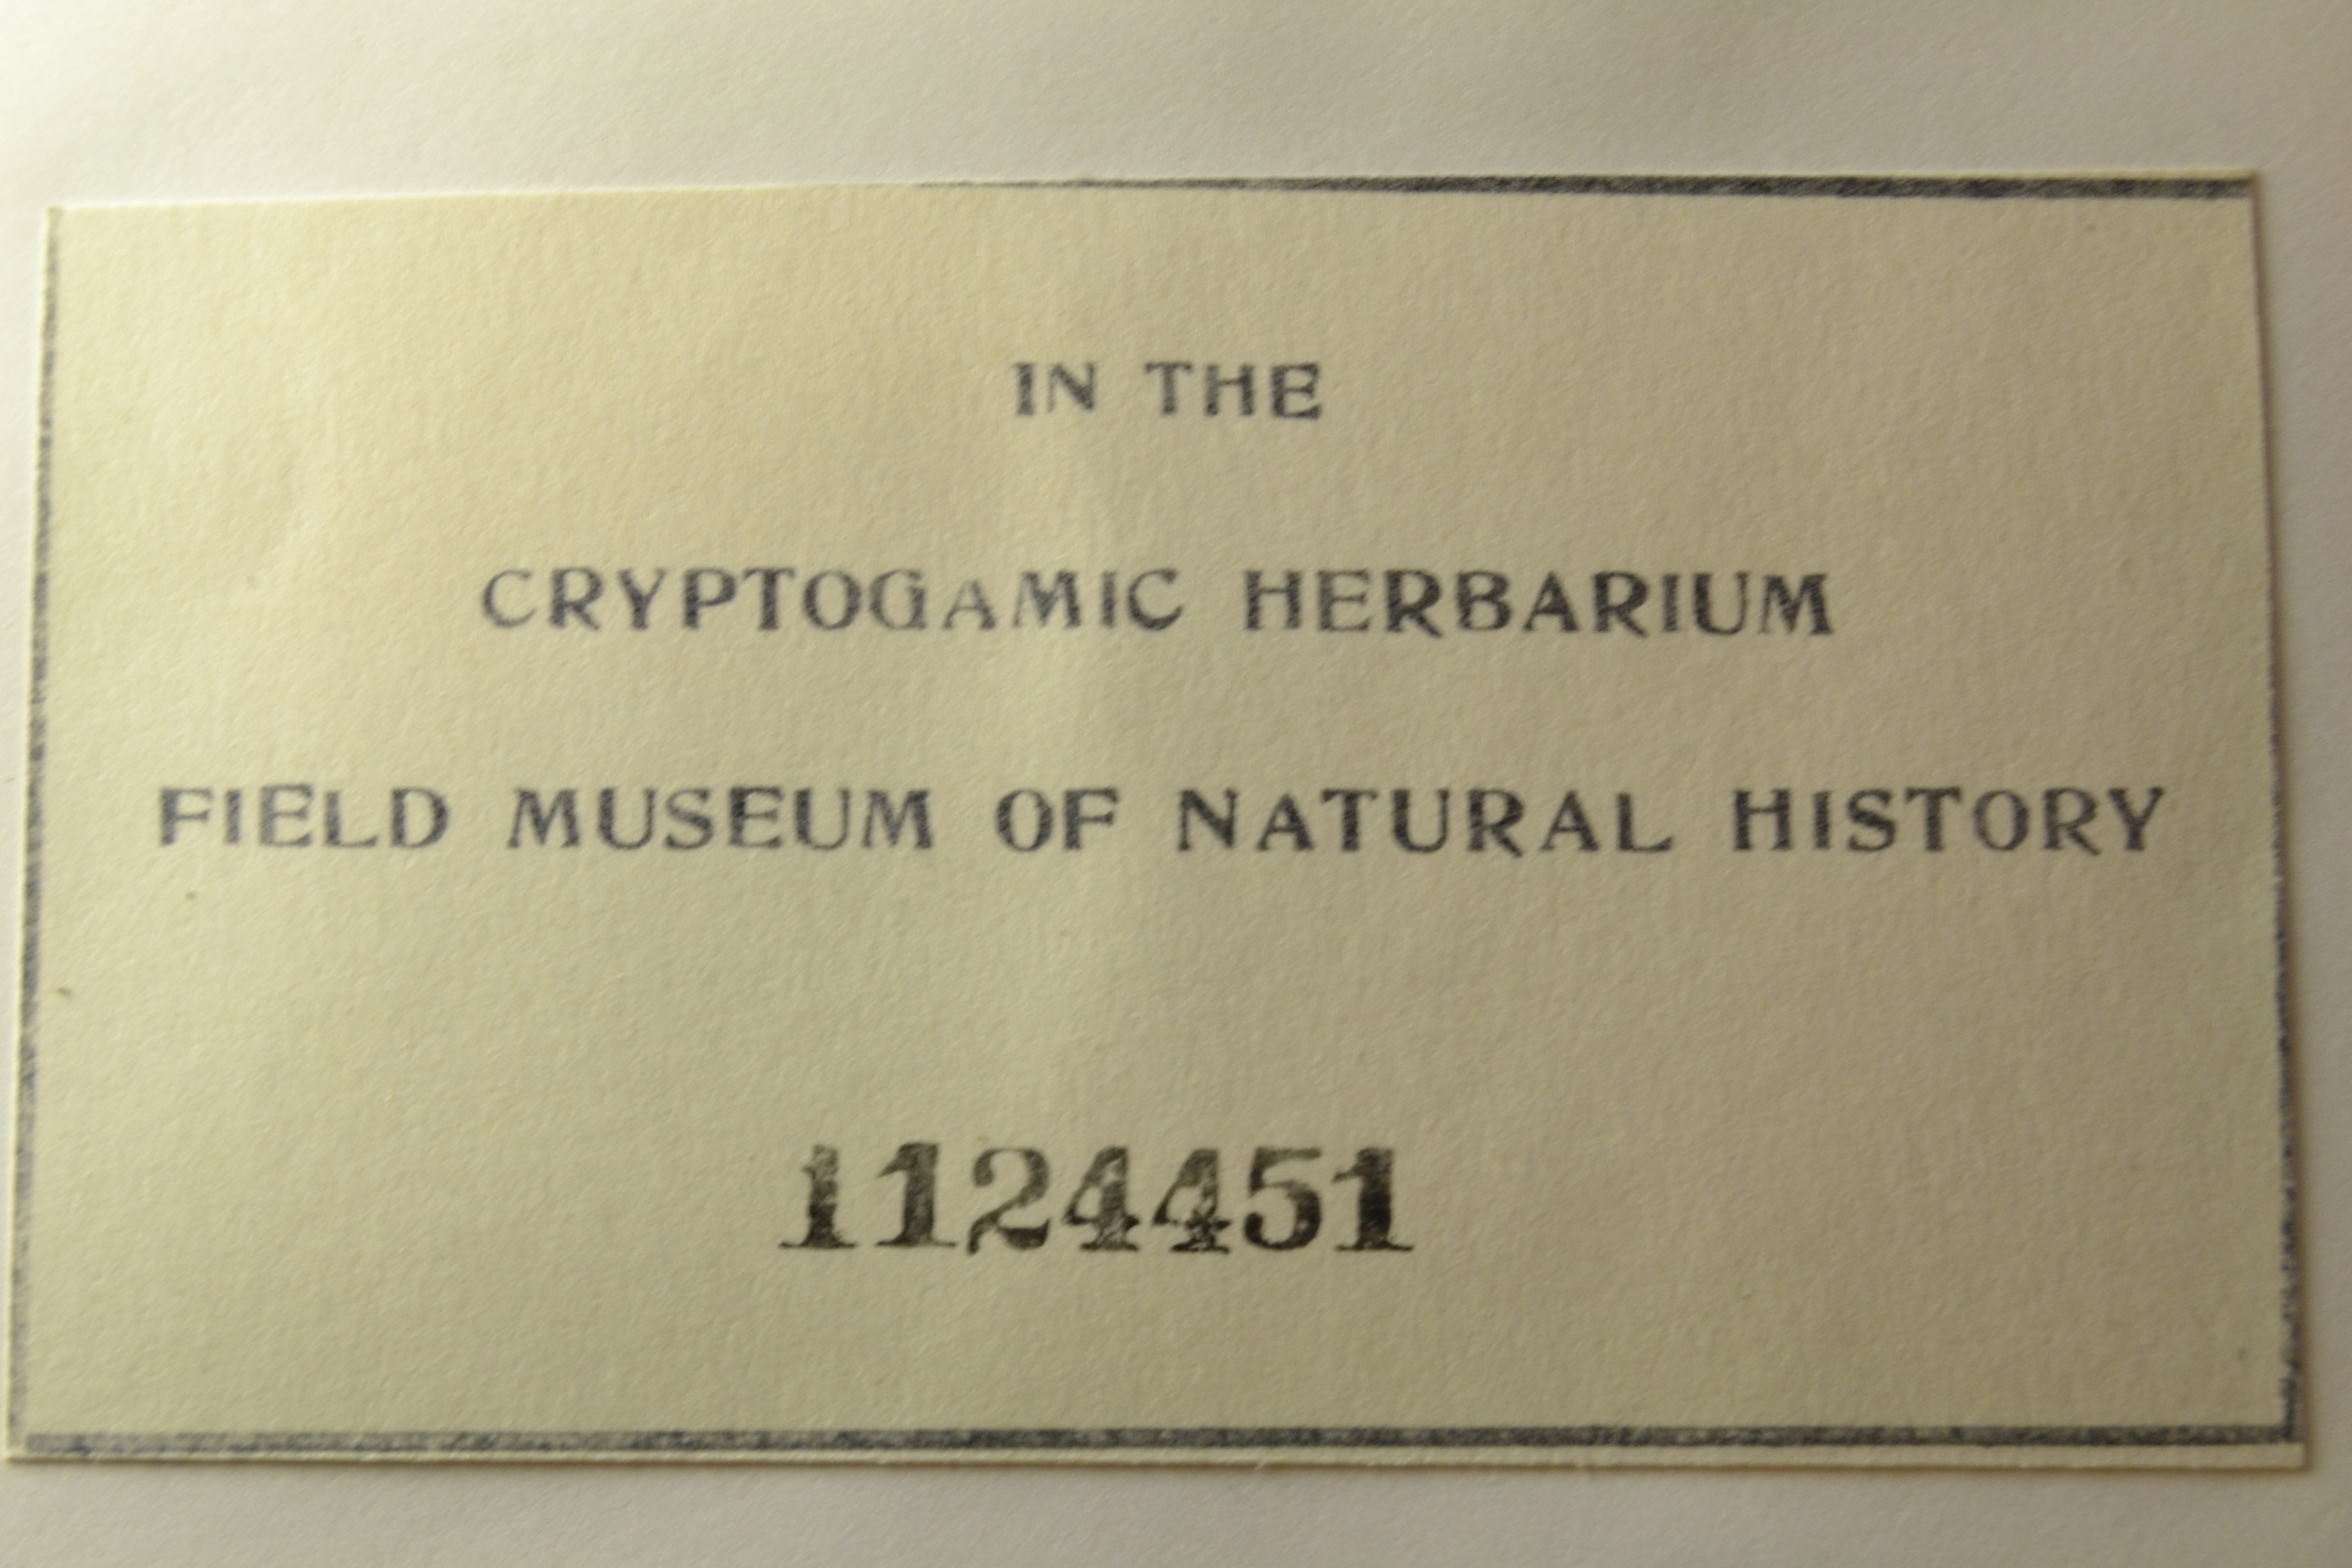 IN THE
CRYPTOGAMIC HERBARIUM
FIELD MUSEUM OF NATURAL HISTORY
1124451